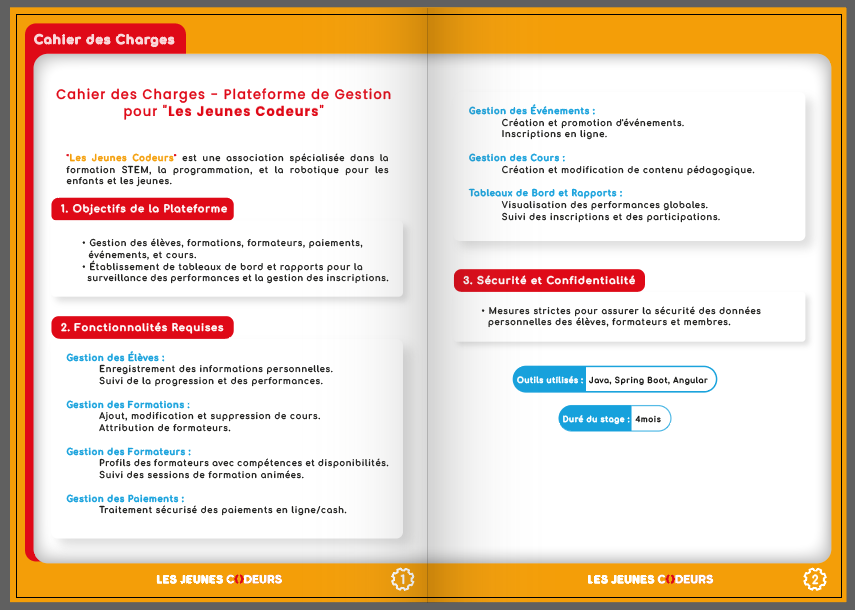 Cahier des Charges
Cahier des Charges - Plateforme de Gestion
pour "Les Jeunes Codeurs"
"Les Jeunes Codeurs" est une association spécialisée dans la
formation STEM, la programmation, et la robotique pour les
enfants et les jeunes.
1. Objectifs de la Plateforme
• Gestion des élèves, formations, formateurs, paiements,
événements, et cours.
• Établissement de tableaux de bord et rapports pour la
surveillance des performances et la gestion des inscriptions.
2. Fonctionnalités Requises
Gestion des Élèves :
Enregistrement des informations personnelles.
Suivi de la progression et des performances.
Gestion des Formations :
Ajout, modification et suppression de cours.
Attribution de formateurs.
Gestion des Formateurs :
Profils des formateurs avec compétences et disponibilités.
Suivi des sessions de formation animées.
Gestion des Paiements :
Traitement sécurisé des paiements en ligne/cash.
LES JEUNES CODEURS
1
Gestion des Événements :
Création et promotion d'événements.
Inscriptions en ligne.
Gestion des Cours :
Création et modification de contenu pédagogique.
Tableaux de Bord et Rapports :
Visualisation des performances globales.
Suivi des inscriptions et des participations.
3. Sécurité et Confidentialité
• Mesures strictes pour assurer la sécurité des données
personnelles des élèves, formateurs et membres.
Outils utilisés : Java, Spring Boot, Angular
Duré du stage : 4mois
LES JEUNES CODEURS
2